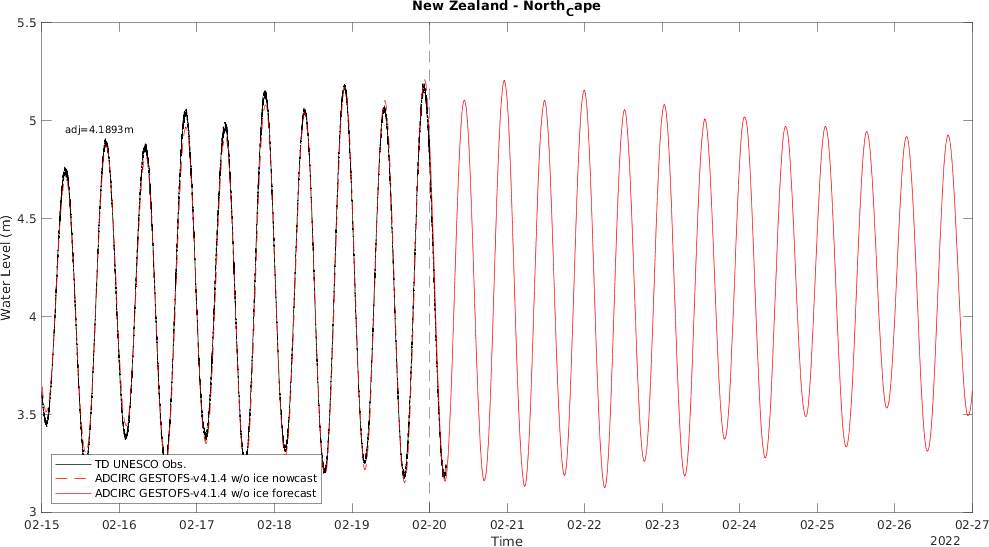 New Zealand - NorthCape
5.5
5
4.5
4
3.5
3
Water Level (m)
adj=4.1893m
TD UNESCO Obs.
ADCIRC GESTOFS-v4.1.4 w/o ice nowcast
ADCIRC GESTOFS-v4.1.4 w/o ice forecast
02-15 02-16 02-17 02-18 02-19 02-20 02-21 02-22 02-23 02-24 02-25 02-26 02-27
Time
2022